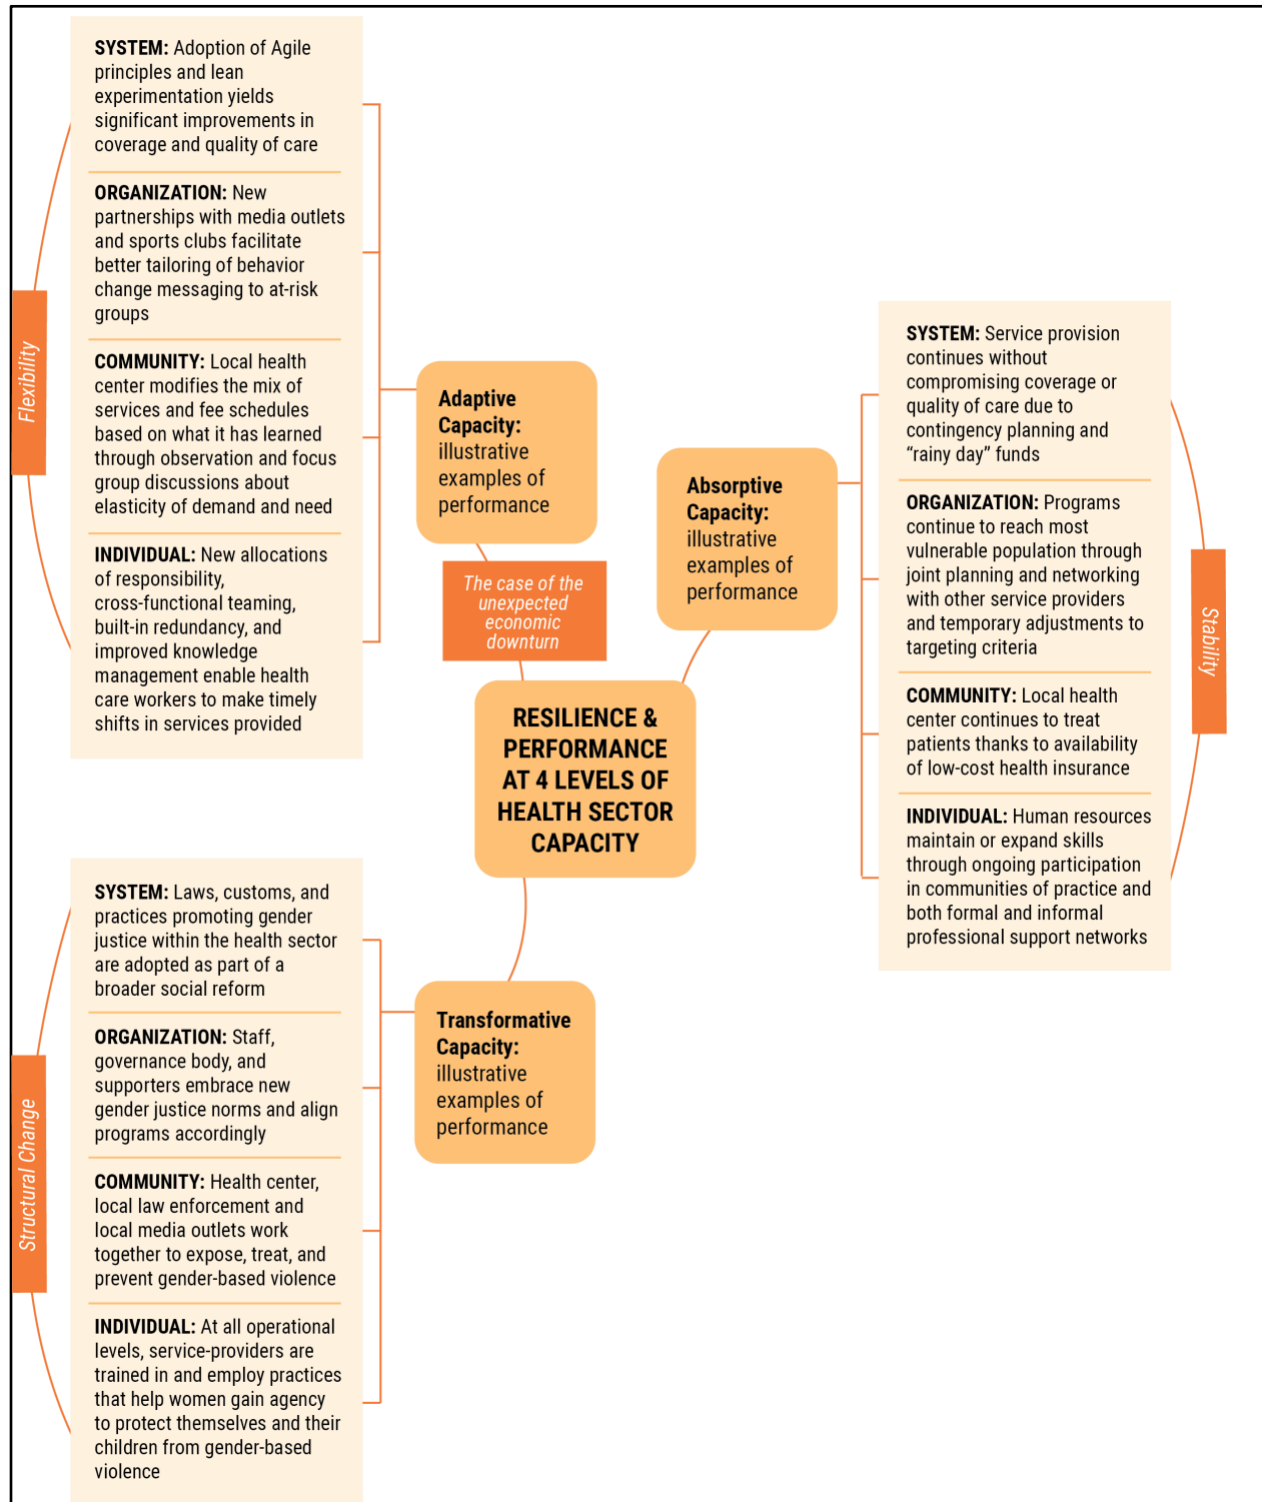 SYSTEM: Adoption of Agile
principles and lean
experimentation yields
significant improvements in
coverage and quality of care
ORGANIZATION: New
partnerships with media outlets
and sports clubs facilitate
better tailoring of behavior
change messaging to at-risk
groups
COMMUNITY: Local health
center modifies the mix of
services and fee schedules
based on what it has learned
through observation and focus
group discussions about
elasticity of demand and need
INDIVIDUAL: New allocations
of responsibility,
cross-functional teaming,
built-in redundancy, and
improved knowledge
management enable health
care workers to make timely
shifts in services provided
Flexibility
Adaptive
Capacity:
illustrative
examples of
performance
The case of the
unexpected
economic
downturn
Absorptive
Capacity:
illustrative
examples of
performance
SYSTEM: Service provision
continues without
compromising coverage or
quality of care due to
contingency planning and
“rainy day” funds
ORGANIZATION: Programs
continue to reach most
vulnerable population through
joint planning and networking
with other service providers
and temporary adjustments to
targeting criteria
COMMUNITY: Local health
center continues to treat
patients thanks to availability
of low-cost health insurance
INDIVIDUAL: Human resources
maintain or expand skills
through ongoing participation
in communities of practice and
both formal and informal
professional support networks
Stability
RESILIENCE &
PERFORMANCE
AT 4 LEVELS OF
HEALTH SECTOR
CAPACITY
SYSTEM: Laws, customs, and
practices promoting gender
justice within the health sector
are adopted as part of a
broader social reform
ORGANIZATION: Staff,
governance body, and
supporters embrace new
gender justice norms and align
programs accordingly
COMMUNITY: Health center,
local law enforcement and
local media outlets work
together to expose, treat, and
prevent gender-based violence
INDIVIDUAL: At all operational
levels, service-providers are
trained in and employ practices
that help women gain agency
to protect themselves and their
children from gender-based
violence
Structural Change
Transformative
Capacity:
illustrative
examples of
performance